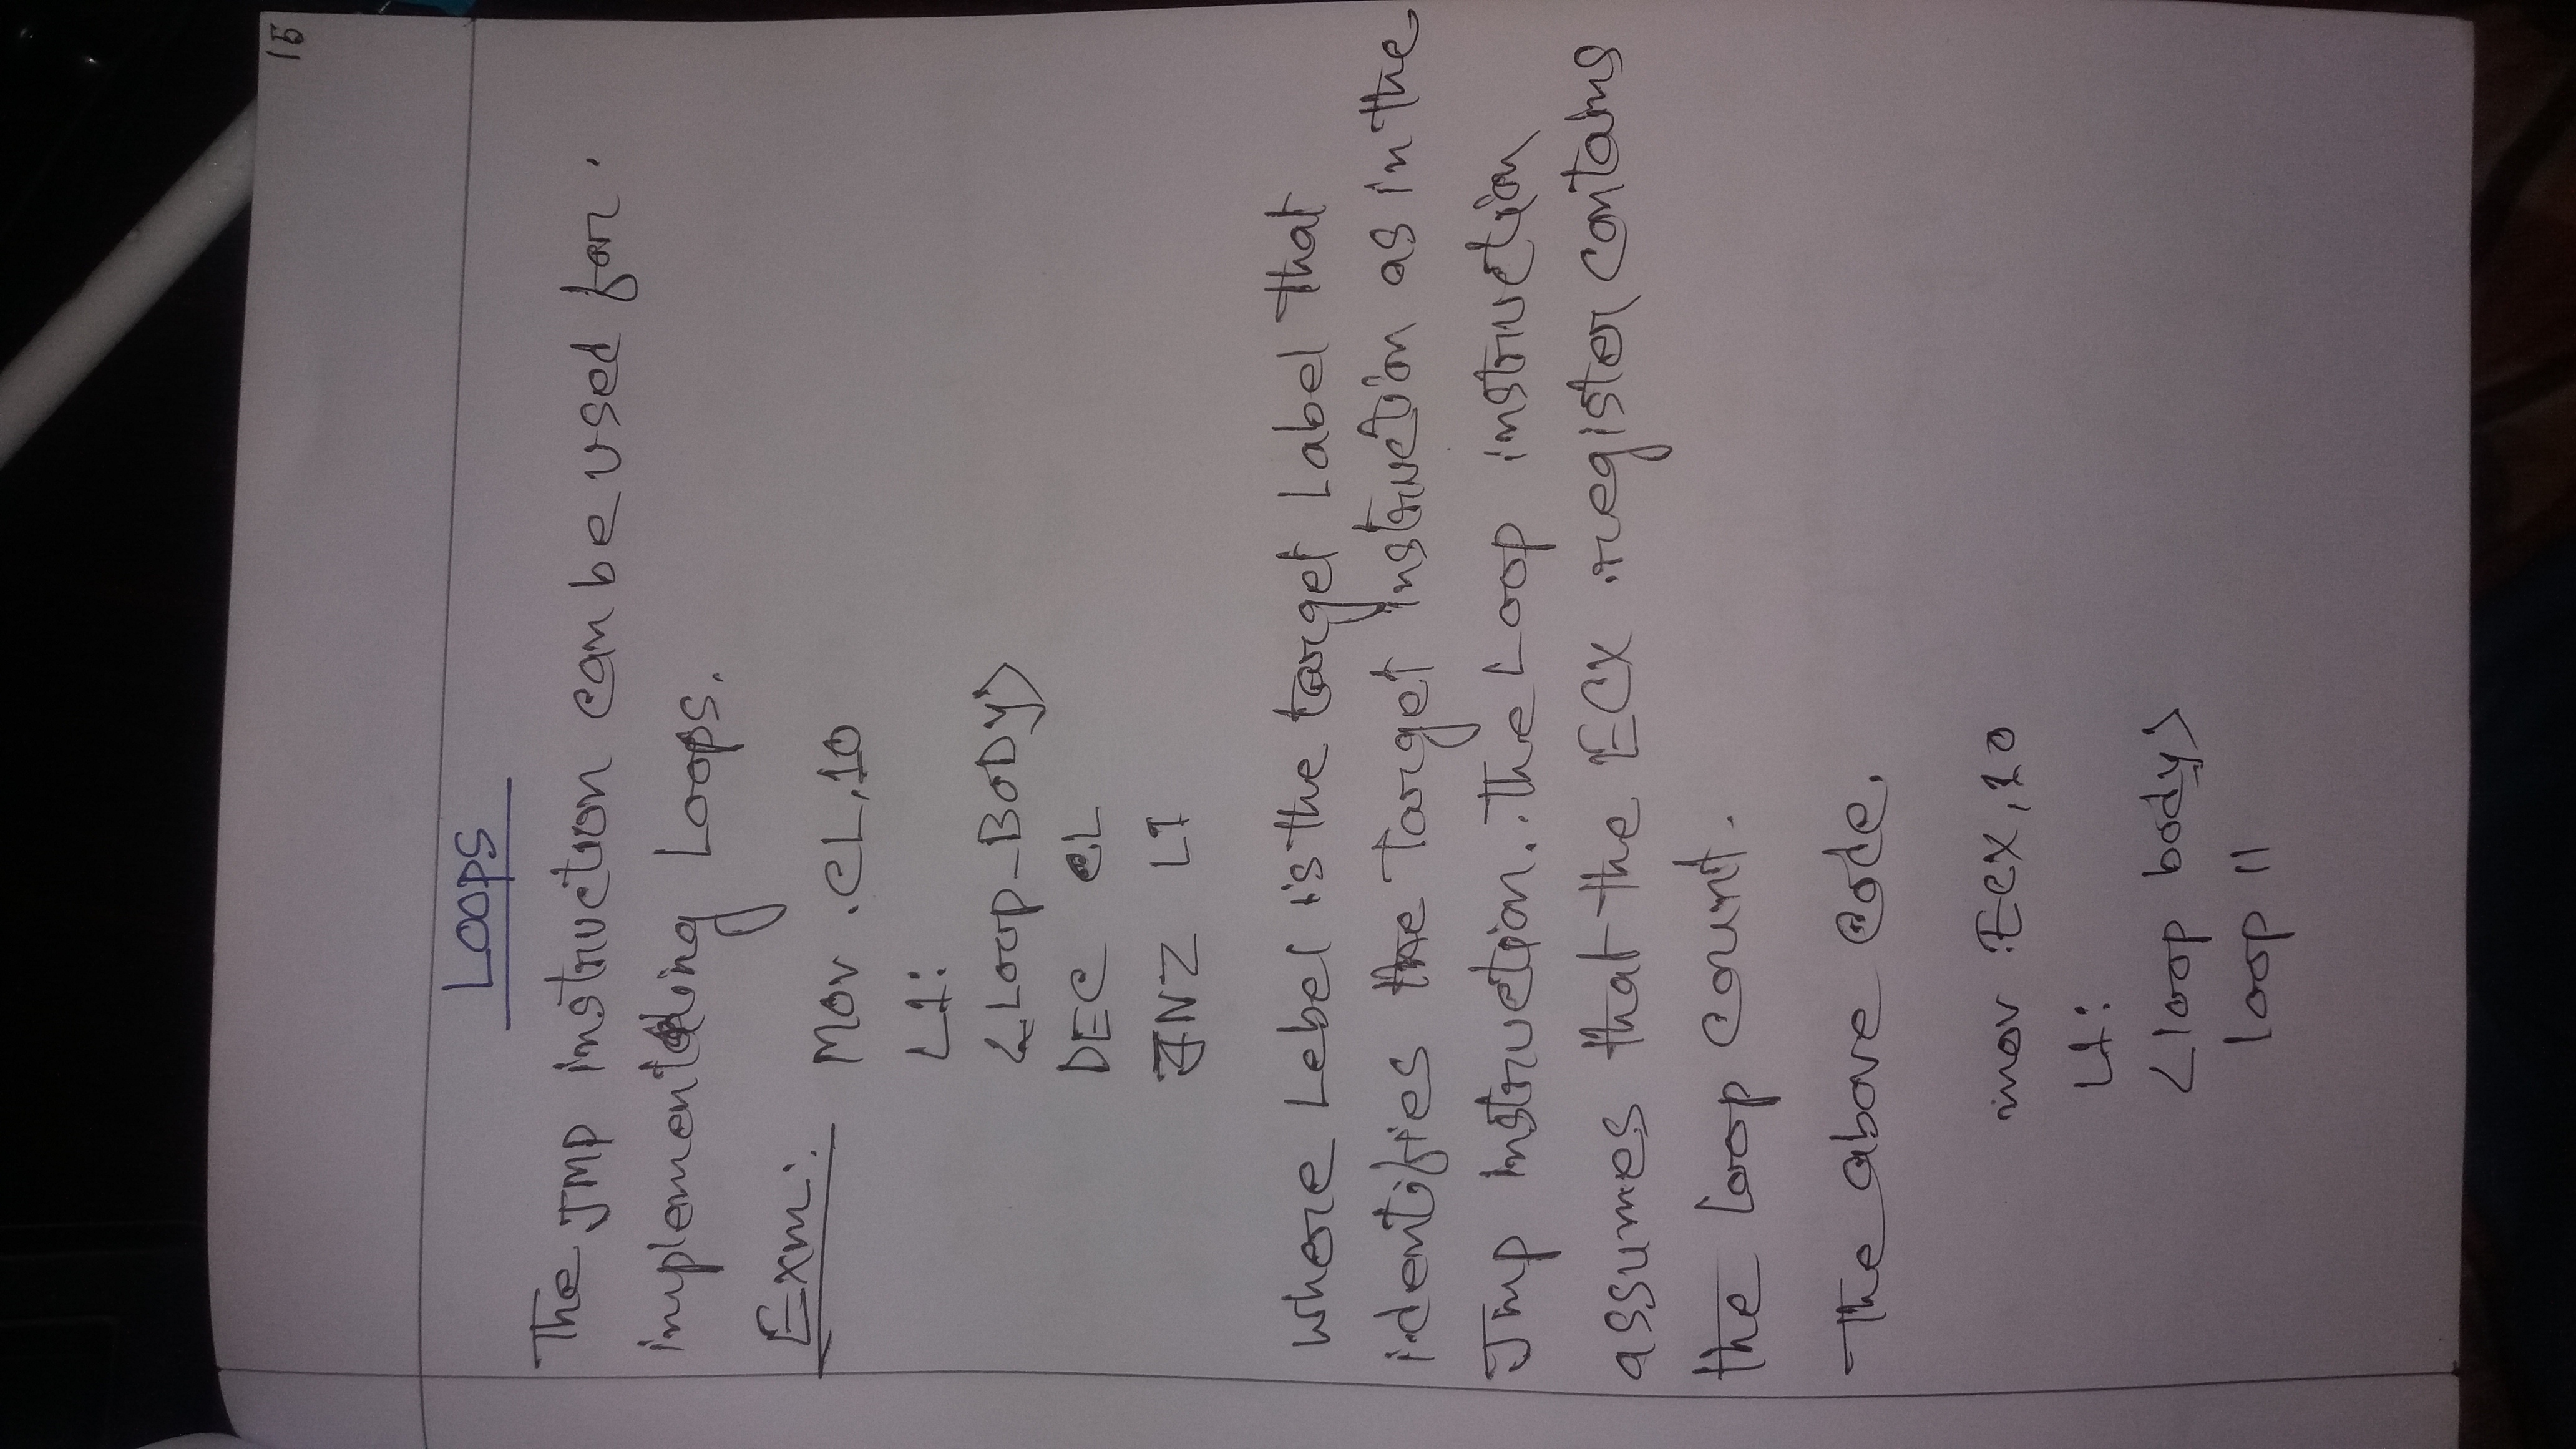 15
Loops
The JMP instruction can be used for
implementing Loops.
Exm:
Mov CL,10
L1:
<Loop_BODY>
DEC CL
JNZ L1
where Lebel is the target Label that
identifies the Target instruction as in the
Jmp instruction. The Loop instruction
assumes that the ECX register contains
the loop count.
The above code.
mov ECX,10
L1:
<loop body>
loop l1